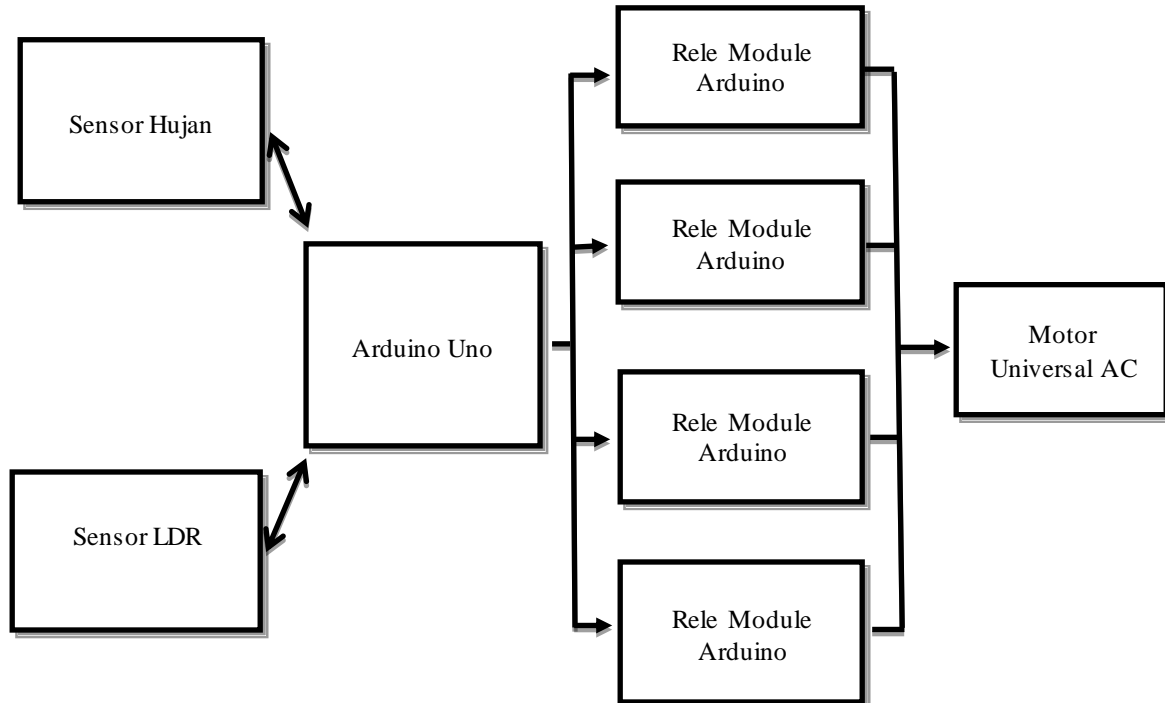 Sensor Hujan
Sensor LDR
Arduino Uno
Rele Module
Arduino
Rele Module
Arduino
Rele Module
Arduino
Rele Module
Arduino
Motor
Universal AC